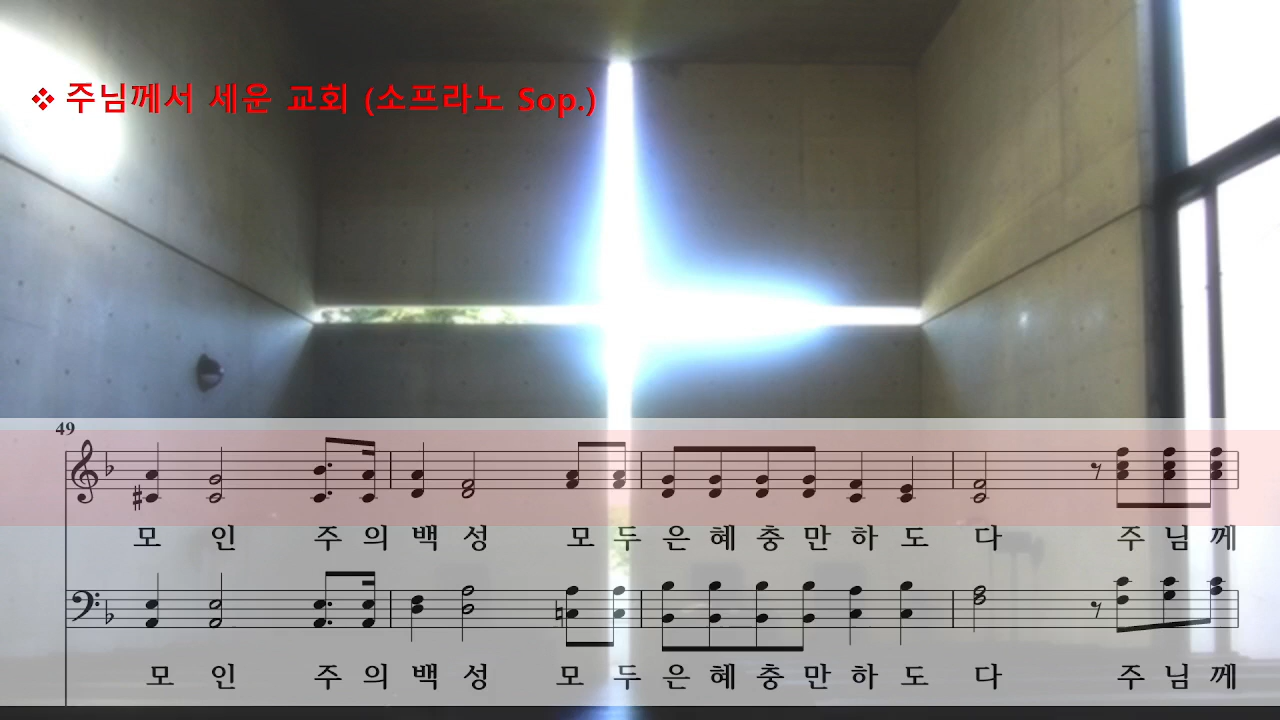 ❖ 주님께서 세운 교회 (소프라노 Sop.)
49
모 인 주 의 백 성 모 두 은 혜 충 만 하 도 다 주 님 께
모 인 주 의 백 성 모 두 은 혜 충 만 하 도 다 주 님 께